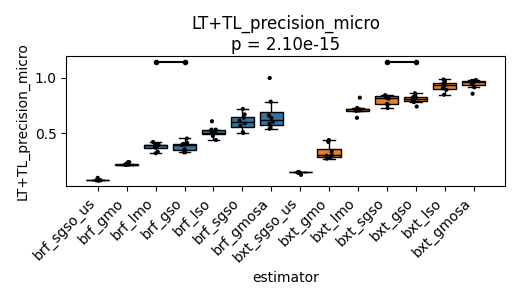 LT+TL_precision_micro
p = 2.10e-15
LT+TL_precision_micro
1.0
0.5
brf_sgso_us
brf_gmo
brf_lmo
brf_gso
brf_lso
brf_sgso
brf_gmosa
bxt_sgso_us
bxt_gmo
bxt_lmo
bxt_sgso
bxt_gso
bxt_lso
bxt_gmosa
estimator